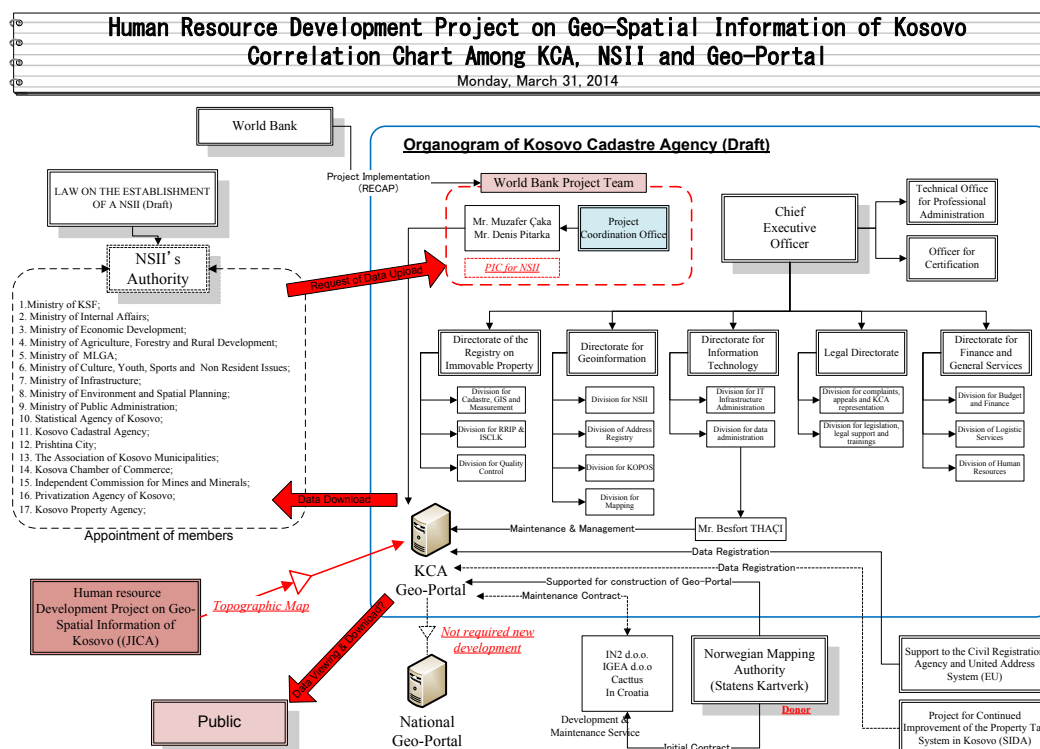 Human Resource Development Project on Geo-Spatial Information of Kosovo
Correlation Chart Among KCA, NSII and Geo-Portal
Monday, March 31, 2014
World Bank
Organogram of Kosovo Cadastre Agency (Draft)
Project Implementation
(RECAP)
World Bank Project Team
LAW ON THE ESTABLISHMENT
OF A NSII (Draft)
Mr. Muzafer Çaka
Mr. Denis Pitarka
Project
Coordination Office
PIC for NSII
Chief
Executive
Officer
Technical Office
for Professional
Administration
Officer for
Certification
NSII's
Authority
Request of Data Upload
1.Ministry of KSF;
2. Ministry of Internal Affairs;
3. Ministry of Economic Development;
4. Ministry of Agriculture, Forestry and Rural Development;
5. Ministry of MLGA;
6. Ministry of Culture, Youth, Sports and Non Resident Issues;
7. Ministry of Infrastructure;
8. Ministry of Environment and Spatial Planning;
9. Ministry of Public Administration;
10. Statistical Agency of Kosovo;
11. Kosovo Cadastral Agency;
12. Prishtina City;
13. The Association of Kosovo Municipalities;
14. Kosova Chamber of Commerce;
15. Independent Commission for Mines and Minerals;
16. Privatization Agency of Kosovo;
17. Kosovo Property Agency;
Appointment of members
Directorate of the
Registry on
Immovable Property
Division for
Cadastre, GIS and
Measurement
Division for RRIP &
ISCLK
Division for Quality
Control
Directorate for
Geoinformation
Division for NSII
Division of Address
Registry
Division for KOPOS
Division for
Mapping
Directorate for
Information
Technology
Division for IT
Infrastructure
Administration
Division for data
administration
Legal Directorate
Division for complaints,
appeals and KCA
representation
Division for legislation,
legal support and
trainings
Directorate for
Finance and
General Services
Division for Budget
and Finance
Division of Logistic
Services
Division of Human
Resources
Data Download
Maintenance & Management
Mr. Besfort THAÇI
Data Registration
Data Registration
KCA
Geo-Portal
Supported for construction of Geo-Portal
Maintenance Contract
Human resource
Development Project on Geo-
Spatial Information of
Kosovo ((JICA)
Topographic Map
Data Viewing & Download?
Not required new
development
IN2 d.o.o.
IGEA d.o.o
Cacttus
In Croatia
Norwegian Mapping
Authority
(Statens Kartverk)
Donor
Support to the Civil Registration
Agency and United Address
System (EU)
Public
National
Geo-Portal
Development &
Maintenance Service
Initial Contract
Project for Continued
Improvement of the Property Ta
System in Kosovo (SIDA)